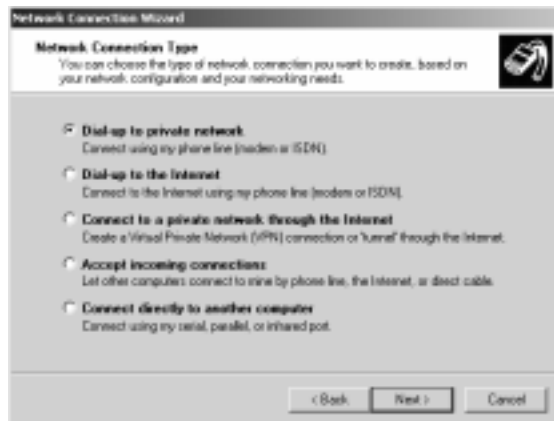 Network Connection Wizard
Network Connection Type
You can choose the type of network connection you want to create, based on
your network configuration and your networking needs.
Dial-up to private network
Connect using my phone line (modem or ISDN).
Dial-up to the Internet
Connect to the Internet using my phone line (modem or ISDN).
Connect to a private network through the Internet
Create a Virtual Private Network (VPN) connection or 'tunnel' through the Internet.
Accept incoming connections
Let other computers connect to mine by phone line, the Internet, or direct cable.
Connect directly to another computer
Connect using my serial, parallel, or infrared port.
< Back
Next >
Cancel